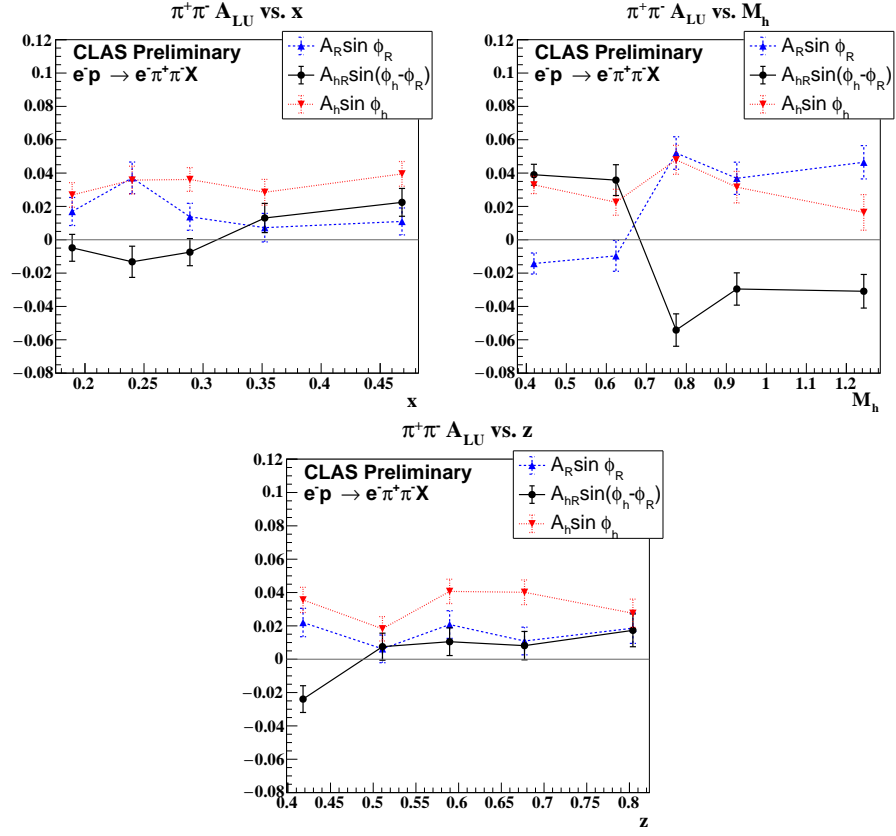 π⁺π⁻ A_LU vs. x
CLAS Preliminary
e⁻p → e⁻π⁺π⁻X
A_R sin φ_R
A_hR sin(φ_h-φ_R)
A_h sin φ_h
0.12
0.1
0.08
0.06
0.04
0.02
0
−0.02
−0.04
−0.06
−0.08
0.2 0.25 0.3 0.35 0.4 0.45
x
π⁺π⁻ A_LU vs. M_h
CLAS Preliminary
e⁻p → e⁻π⁺π⁻X
A_R sin φ_R
A_hR sin(φ_h-φ_R)
A_h sin φ_h
0.12
0.1
0.08
0.06
0.04
0.02
0
−0.02
−0.04
−0.06
−0.08
0.4 0.5 0.6 0.7 0.8 0.9 1 1.1 1.2
M_h
π⁺π⁻ A_LU vs. z
CLAS Preliminary
e⁻p → e⁻π⁺π⁻X
A_R sin φ_R
A_hR sin(φ_h-φ_R)
A_h sin φ_h
0.12
0.1
0.08
0.06
0.04
0.02
0
−0.02
−0.04
−0.06
−0.08
0.4 0.45 0.5 0.55 0.6 0.65 0.7 0.75 0.8
z